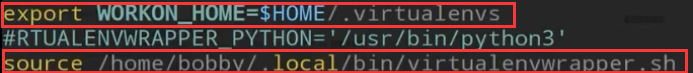 export WORKON_HOME=$HOME/.virtualenvs
#RTUALENVWRAPPER_PYTHON='/usr/bin/python3'
source /home/bobby/.local/bin/virtualenvwrapper.sh